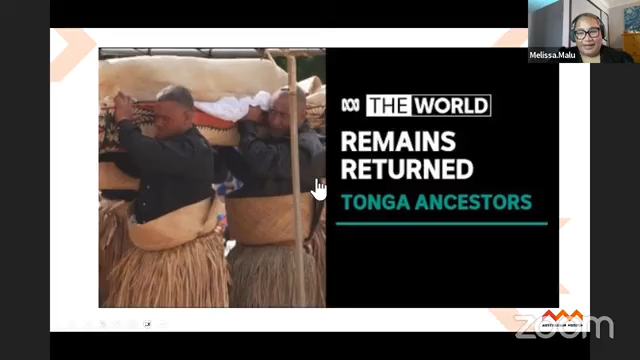 Melissa.Malu
THE WORLD
REMAINS
RETURNED
TONGA ANCESTORS
zoom